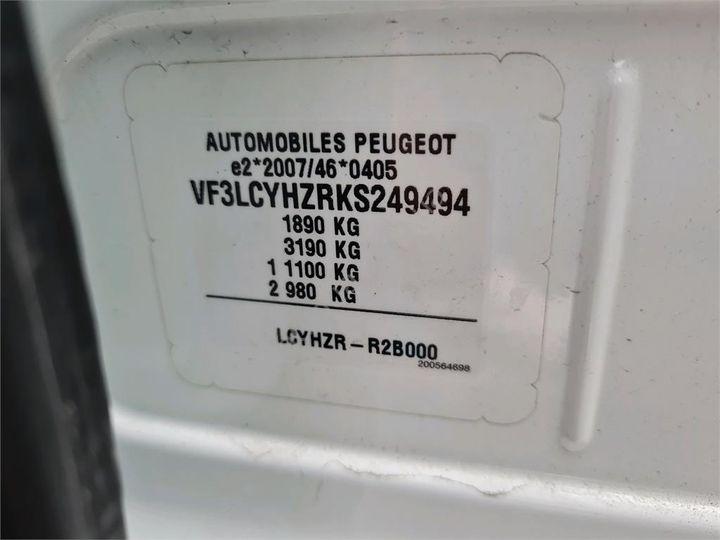 AUTOMOBILES PEUGEOT
e2*2007/46*0405
VF3LCYHZRKS249494
1890 KG
3190 KG
1 1100 KG
2 980 KG
LCYHZR-R2B000
200564698